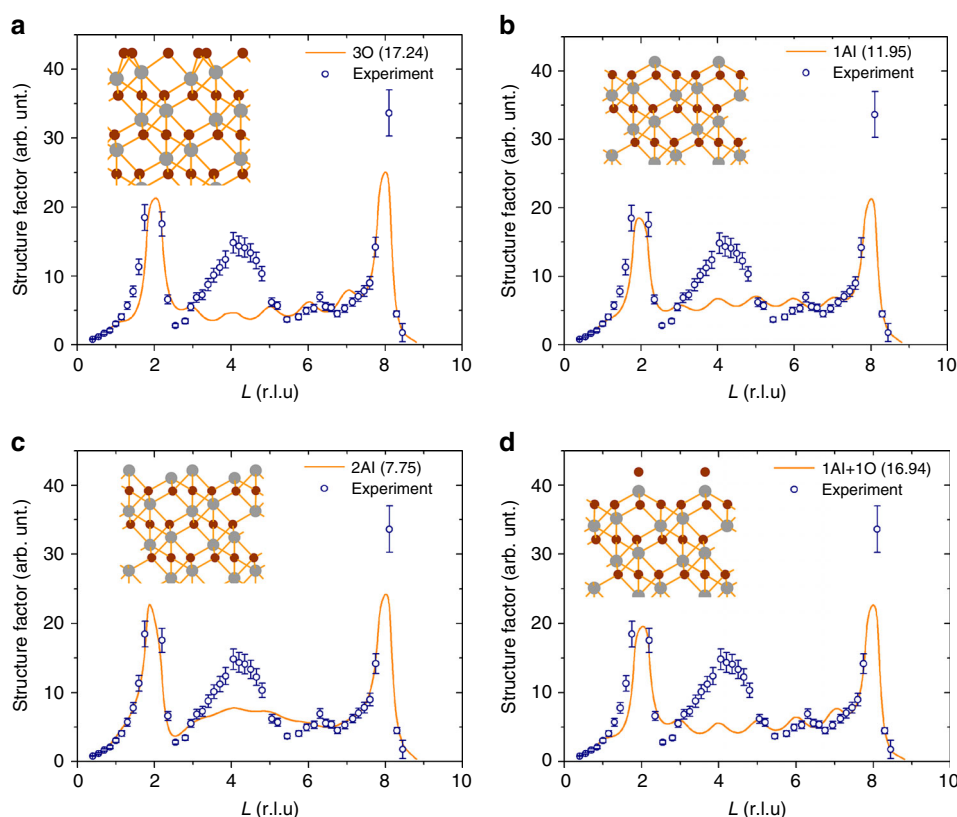 a
3O (17.24)
Experiment
Structure factor (arb. unt.)
40
30
20
10
0
0 2 4 6 8 10
L (r.l.u)
b
1Al (11.95)
Experiment
Structure factor (arb. unt.)
40
30
20
10
0
0 2 4 6 8 10
L (r.l.u)
c
2Al (7.75)
Experiment
Structure factor (arb. unt.)
40
30
20
10
0
0 2 4 6 8 10
L (r.l.u)
d
1Al+1O (16.94)
Experiment
Structure factor (arb. unt.)
40
30
20
10
0
0 2 4 6 8 10
L (r.l.u)